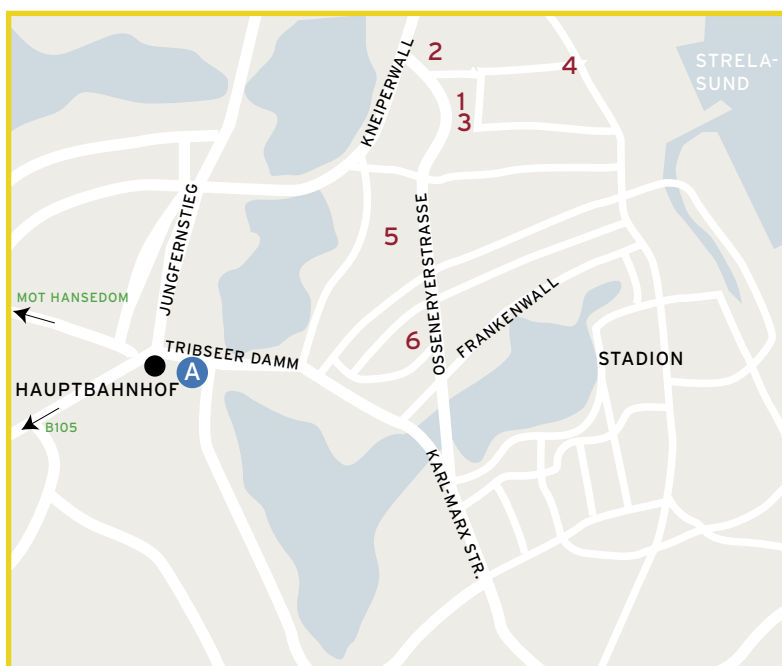 2
4
STRELA-
SUND
KNEIPERWALL
1
3
OSSENERYERSTRASSE
JUNGFERNSTIEG
5
MOT HANSEDOM
FRANKENWALL
6
TRIBSEER DAMM
STADION
A
HAUPTBAHNHOF
B105
KARL-MARX STR.